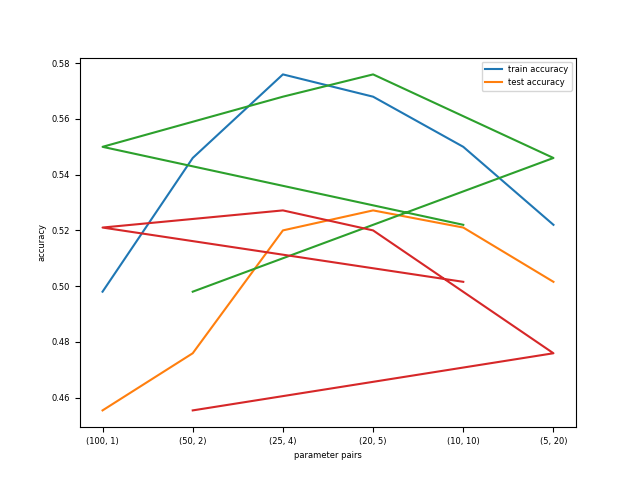 train accuracy
test accuracy
0.58
0.56
0.54
0.52
0.50
0.48
0.46
accuracy
(100, 1) (50, 2) (25, 4) (20, 5) (10, 10) (5, 20)
parameter pairs